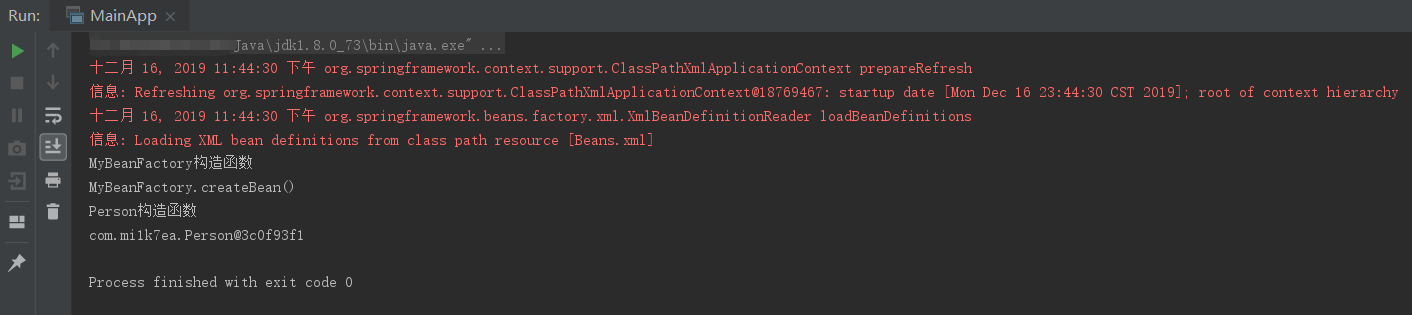 Run: MainApp
Java\jdk1.8.0_73\bin\java.exe" ...
十二月 16, 2019 11:44:30 下午 org.springframework.context.support.ClassPathXmlApplicationContext prepareRefresh
信息: Refreshing org.springframework.context.support.ClassPathXmlApplicationContext@18769467: startup date [Mon Dec 16 23:44:30 CST 2019]; root of context hierarchy
十二月 16, 2019 11:44:30 下午 org.springframework.beans.factory.xml.XmlBeanDefinitionReader loadBeanDefinitions
信息: Loading XML bean definitions from class path resource [Beans.xml]
MyBeanFactory构造函数
MyBeanFactory.createBean()
Person构造函数
com.mi1k7ea.Person@3c0f93f1
Process finished with exit code 0